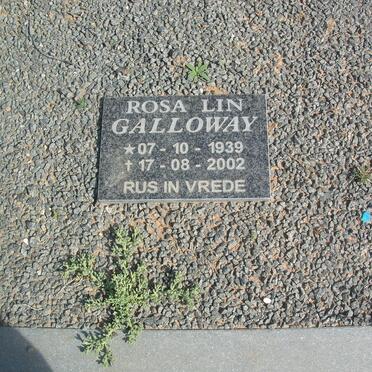 ROSA LIN
GALLOWAY
★07 - 10 - 1939
†17 - 08 - 2002
RUS IN VREDE